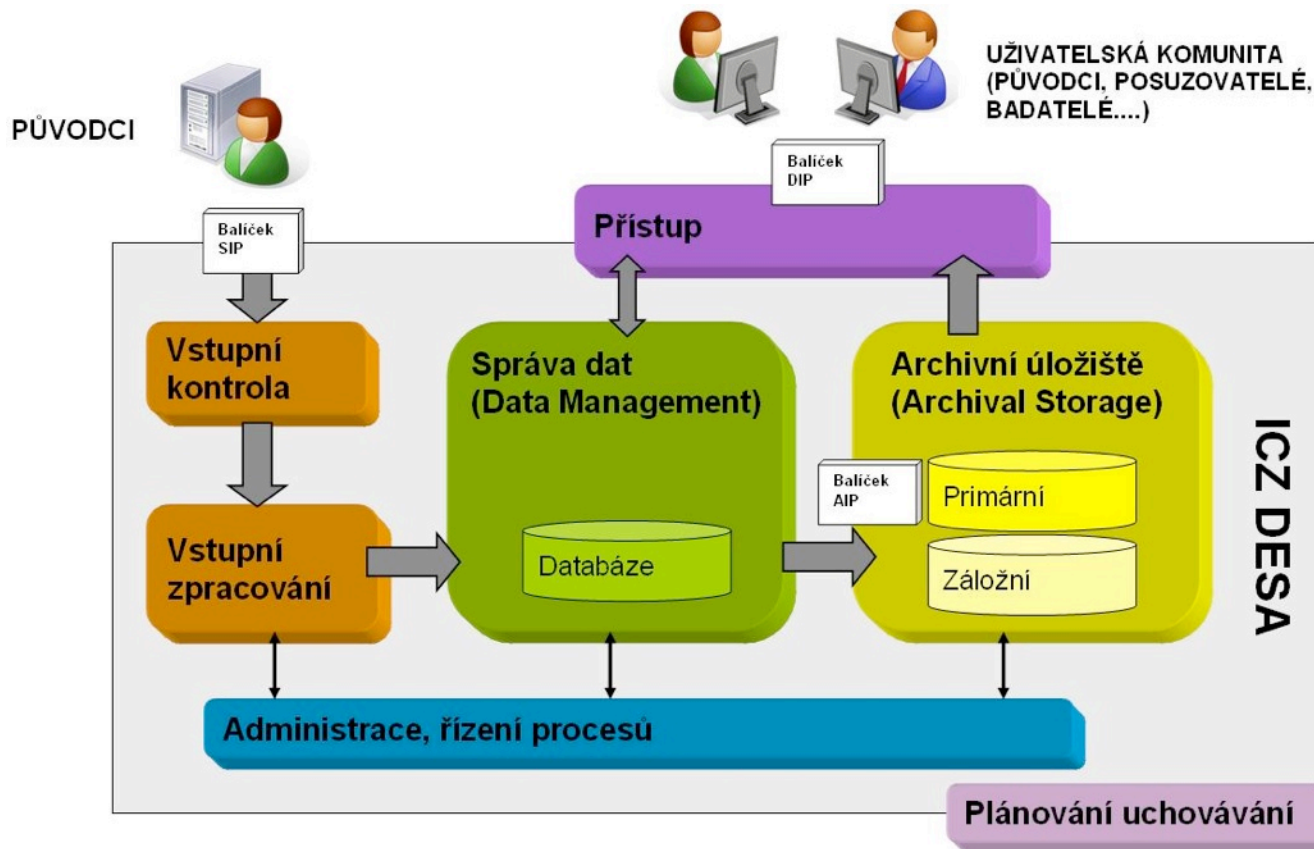 PŮVODCI
UŽIVATELSKÁ KOMUNITA
(PŮVODCI, POSUZOVATELÉ,
BADATELÉ....)
Balíček
DIP
Balíček
SIP
Přístup
Vstupní
kontrola
Správa dat
(Data Management)
Archivní úložiště
(Archival Storage)
Balíček
AIP
Primární
Vstupní
zpracování
Databáze
Záložní
ICZ DESA
Administrace, řízení procesů
Plánování uchovávání